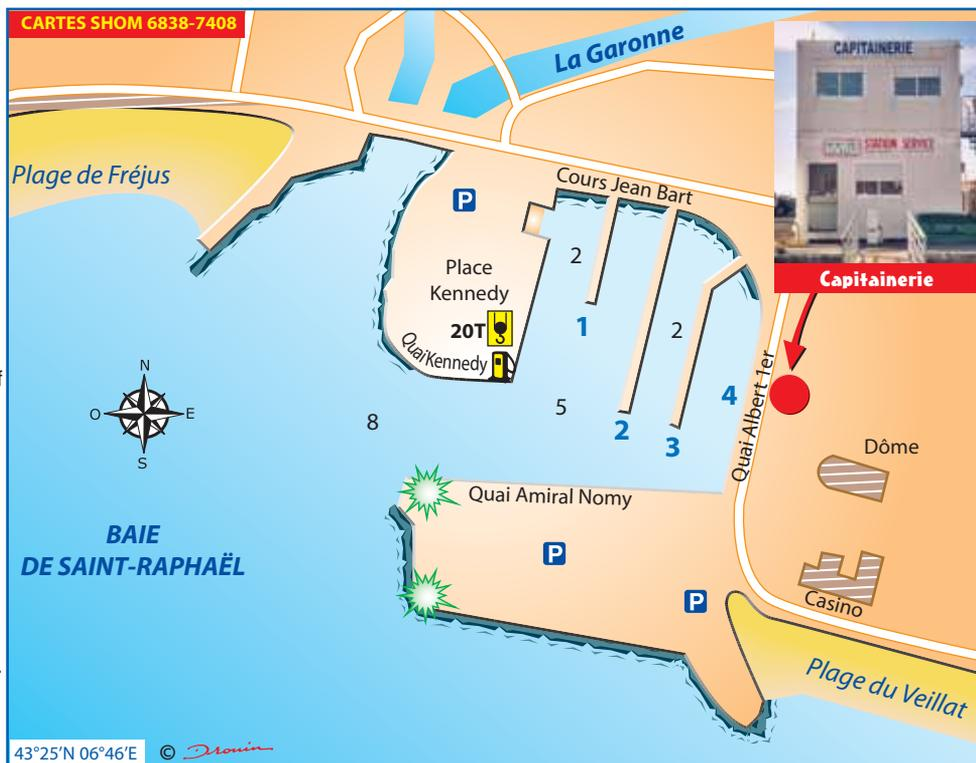 CARTES SHOM 6838-7408
La Garonne
CAPITAINERIE
STATION SERVICE
Capitainerie
Plage de Fréjus
Cours Jean Bart
P
Place
Kennedy
20T
Quai Kennedy
2
1
2
2
3
4
5
8
Quai Albert 1er
N
O
E
S
Dôme
Quai Amiral Nomy
BAIE
DE SAINT-RAPHAËL
P
P
Casino
Plage du Veillat
43°25'N 06°46'E
© Drouin